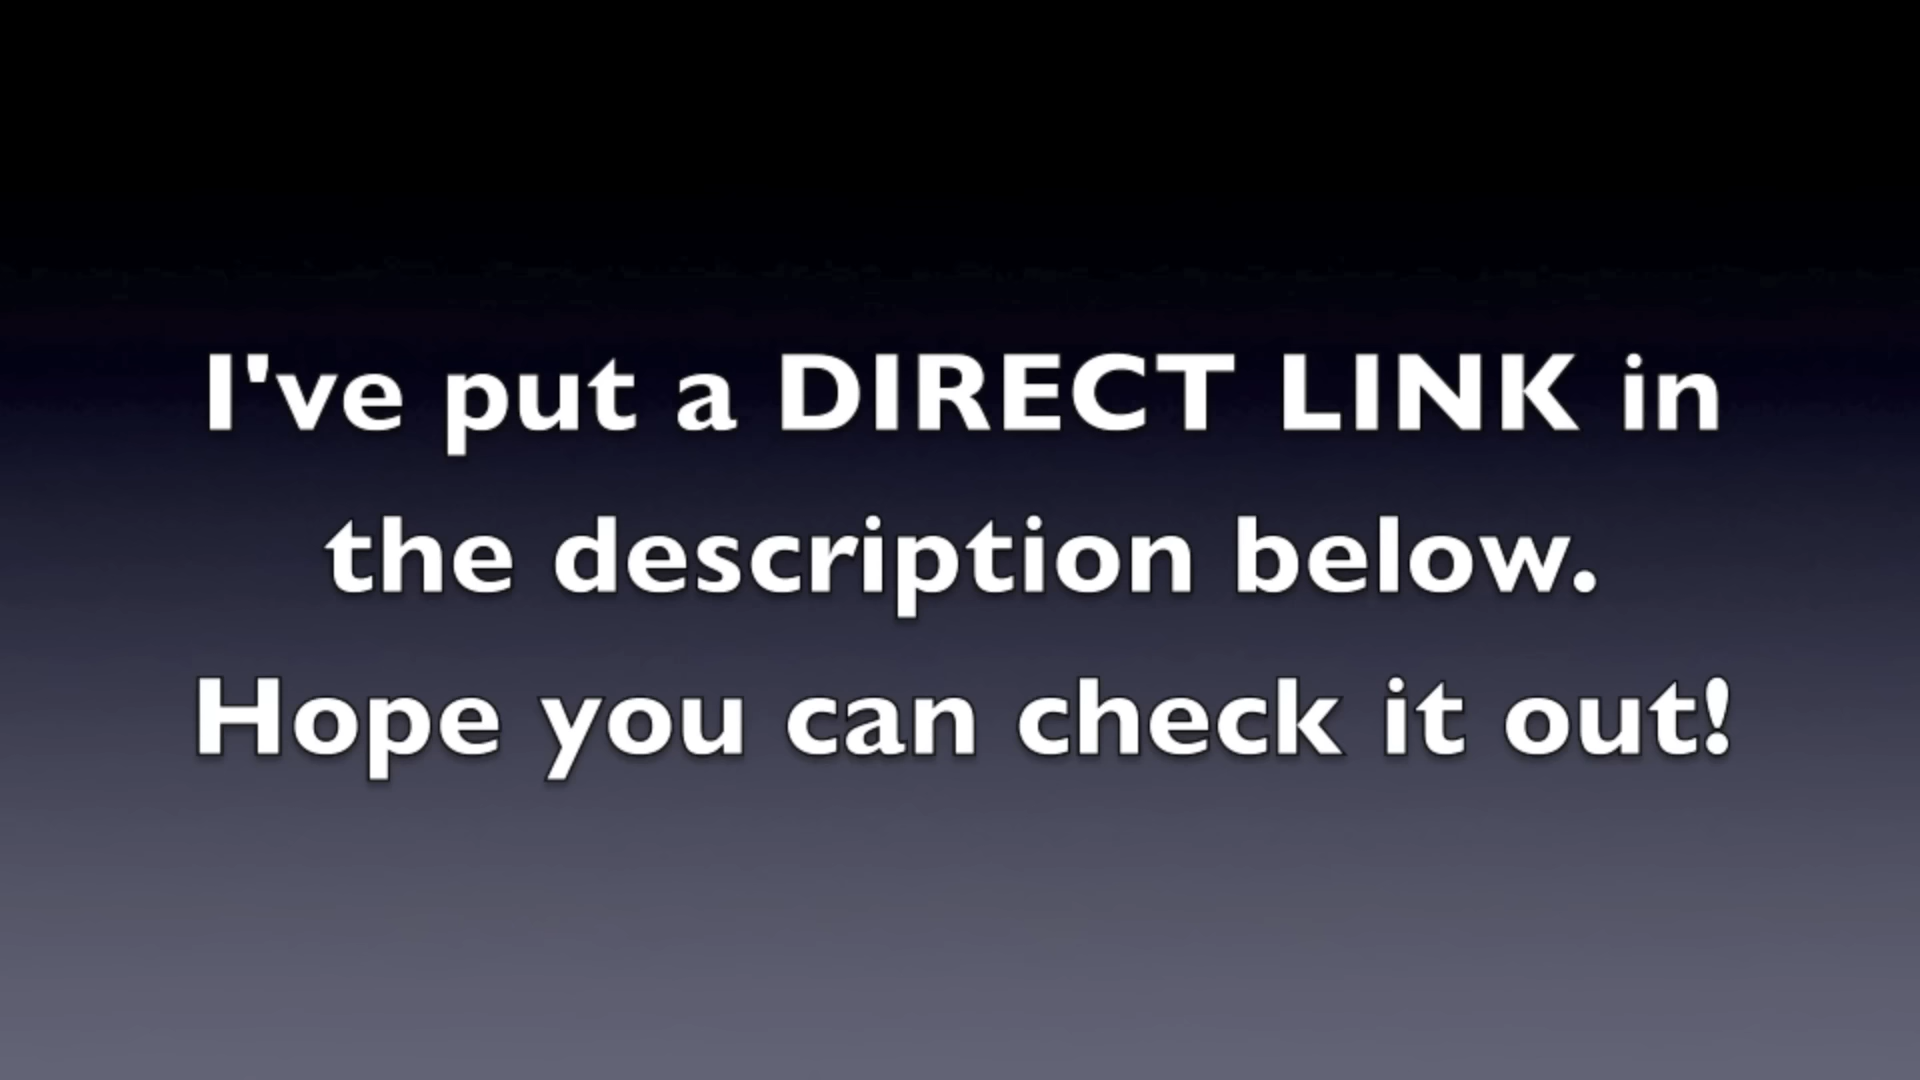 I've put a DIRECT LINK in
the description below.
Hope you can check it out!